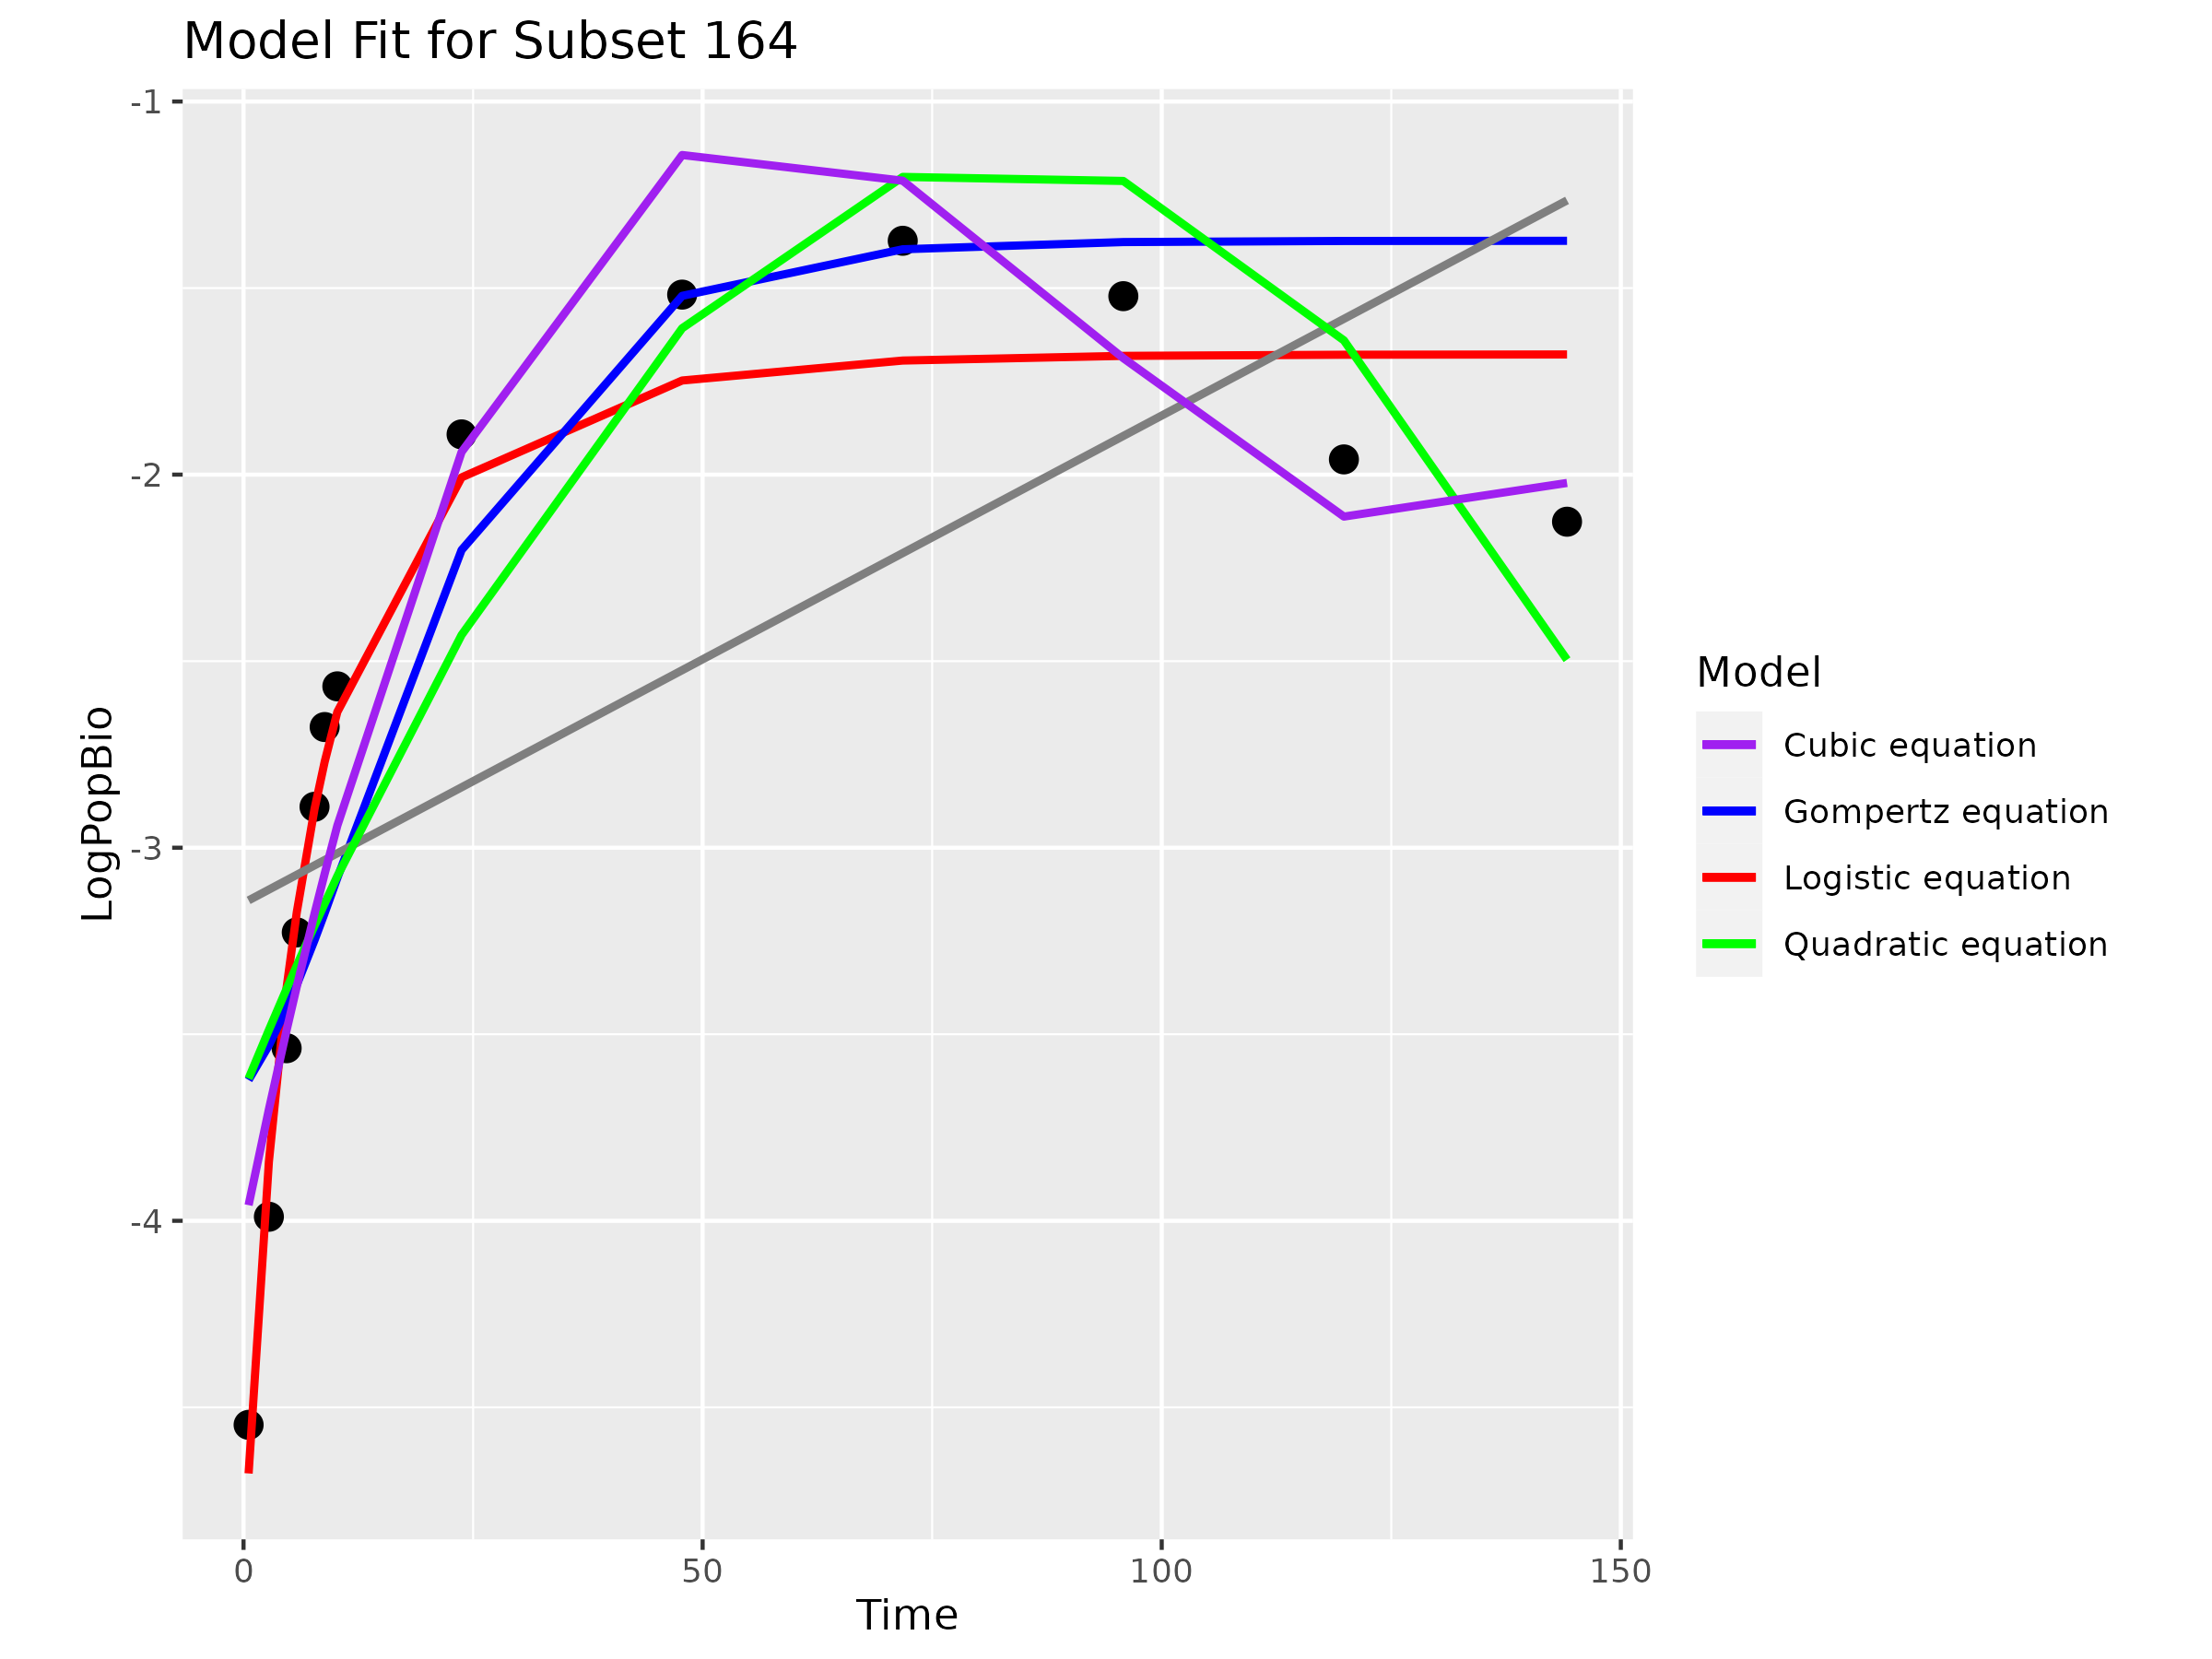 Model Fit for Subset 164
-1
-2
-3
-4
LogPopBio
0 50 100 150
Time
Model
Cubic equation
Gompertz equation
Logistic equation
Quadratic equation